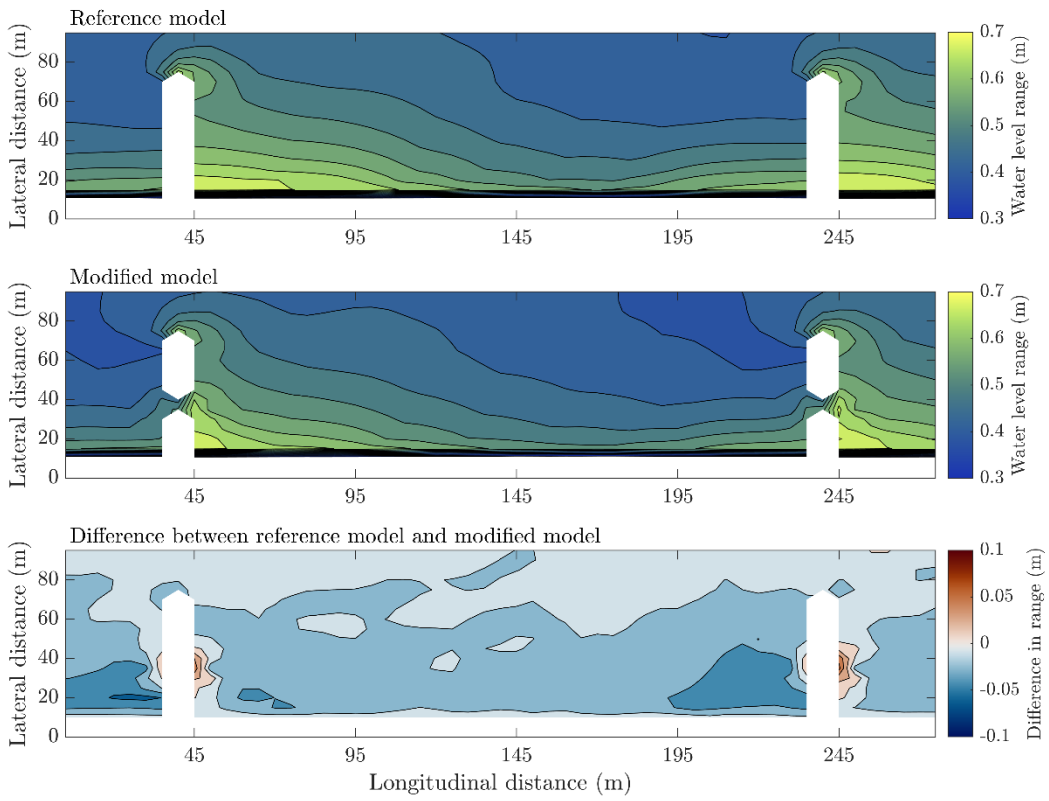 Reference model
Lateral distance (m)
80
60
40
20
0
45 95 145 195 245
0.7
0.6
0.5
0.4
0.3
Water level range (m)
Modified model
Lateral distance (m)
80
60
40
20
0
45 95 145 195 245
0.7
0.6
0.5
0.4
0.3
Water level range (m)
Difference between reference model and modified model
Lateral distance (m)
80
60
40
20
0
45 95 145 195 245
Longitudinal distance (m)
0.1
0.05
0
-0.05
-0.1
Difference in range (m)